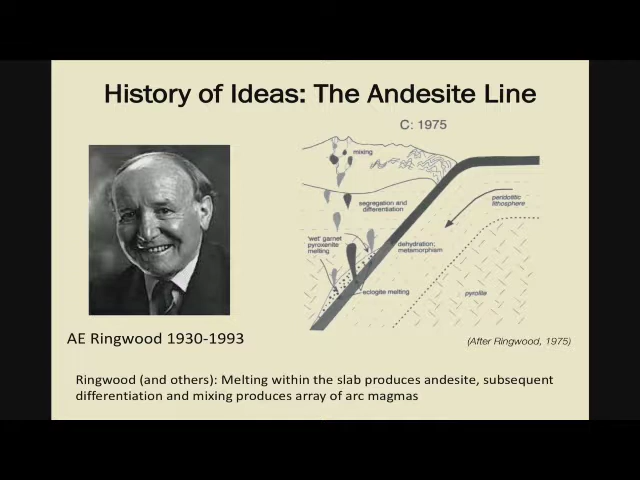 History of Ideas: The Andesite Line
C: 1975
mixing
segregation and
differentiation
peridotitic
lithosphere
'wet' garnet
pyroxenite
melting
dehydration;
metamorphism
eclogite melting
pyrolite
AE Ringwood 1930-1993
(After Ringwood, 1975)
Ringwood (and others): Melting within the slab produces andesite, subsequent
differentiation and mixing produces array of arc magmas